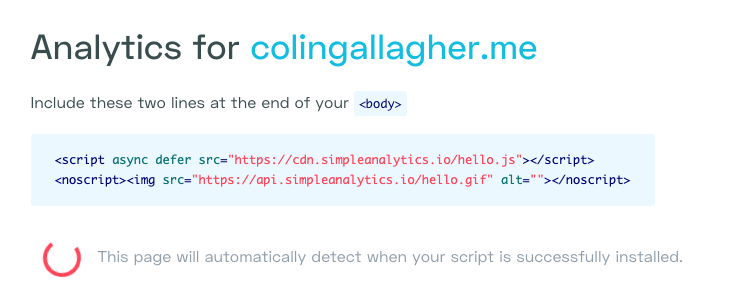 Analytics for colingallagher.me
Include these two lines at the end of your <body>
<script async defer src="https://cdn.simpleanalytics.io/hello.js"></script>
<noscript><img src="https://api.simpleanalytics.io/hello.gif" alt=""></noscript>
This page will automatically detect when your script is successfully installed.